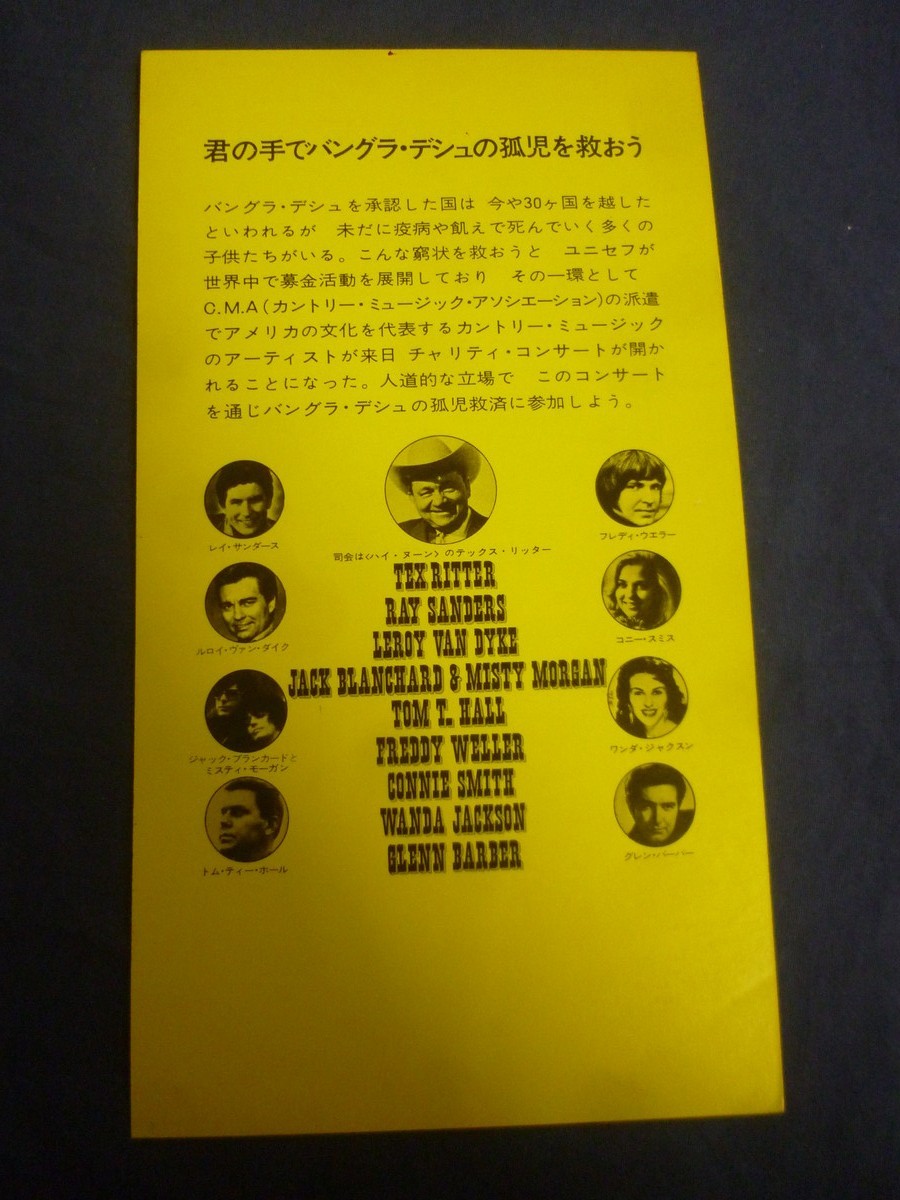 君の手でバングラ・デシュの孤児を救おう
バングラ・デシュを承認した国は 今や30ヶ国を越した
といわれるが 未だに疫病や飢えで死んでいく多くの
子供たちがいる。こんな窮状を救おうと ユニセフが
世界中で募金活動を展開しており その一環として
C.M.A(カントリー・ミュージック・アソシエーション)の派遣
でアメリカの文化を代表するカントリー・ミュージック
のアーティストが来日 チャリティ・コンサートが開か
れることになった。人道的な立場で このコンサート
を通じバングラ・デシュの孤児救済に参加しよう。
レイ・サンダース
司会は〈ハイ・ヌーン〉のテックス・リッター
フレディ・ウエラー
ルロイ・ヴァン・ダイク
コニー・スミス
ジャック・ブランカードと
ミスティ・モーガン
ワンダ・ジャクスン
トム・ティー・ホール
グレン・バーバー
TEX RITTER
RAY SANDERS
LEROY VAN DYKE
JACK BLANCHARD & MISTY MORGAN
TOM T. HALL
FREDDY WELLER
CONNIE SMITH
WANDA JACKSON
GLENN BARBER